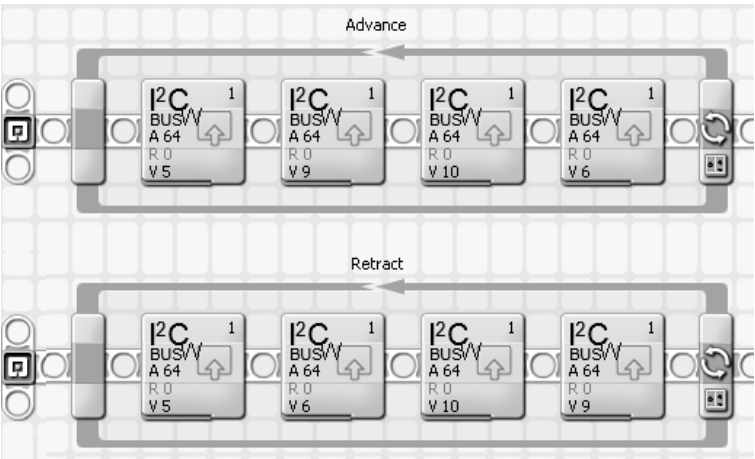 Advance
I²C 1
BUS W
A 64
R 0
V 5
I²C 1
BUS W
A 64
R 0
V 9
I²C 1
BUS W
A 64
R 0
V 10
I²C 1
BUS W
A 64
R 0
V 6
Retract
I²C 1
BUS W
A 64
R 0
V 5
I²C 1
BUS W
A 64
R 0
V 6
I²C 1
BUS W
A 64
R 0
V 10
I²C 1
BUS W
A 64
R 0
V 9